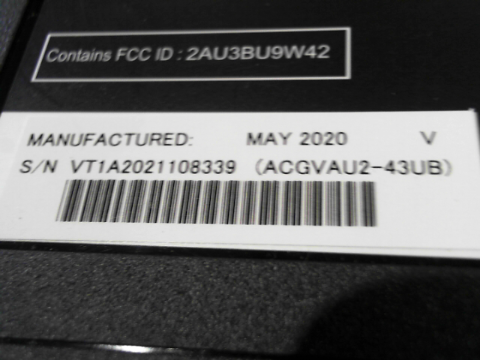 Contains FCC ID : 2AU3BU9W42
MANUFACTURED: MAY 2020 V
S/N VT1A2021108339 (ACGVAU2-43UB)